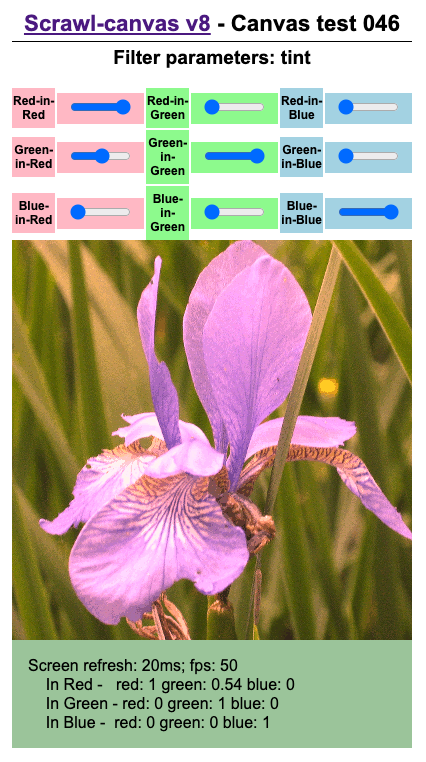 Scrawl-canvas v8 - Canvas test 046
Filter parameters: tint
Red-in-
Red
Red-in-
Green
Red-in-
Blue
Green-
in-Red
Green-
in-
Green
Green-
in-Blue
Blue-
in-Red
Blue-
in-
Green
Blue-
in-Blue
Screen refresh: 20ms; fps: 50
In Red - red: 1 green: 0.54 blue: 0
In Green - red: 0 green: 1 blue: 0
In Blue - red: 0 green: 0 blue: 1